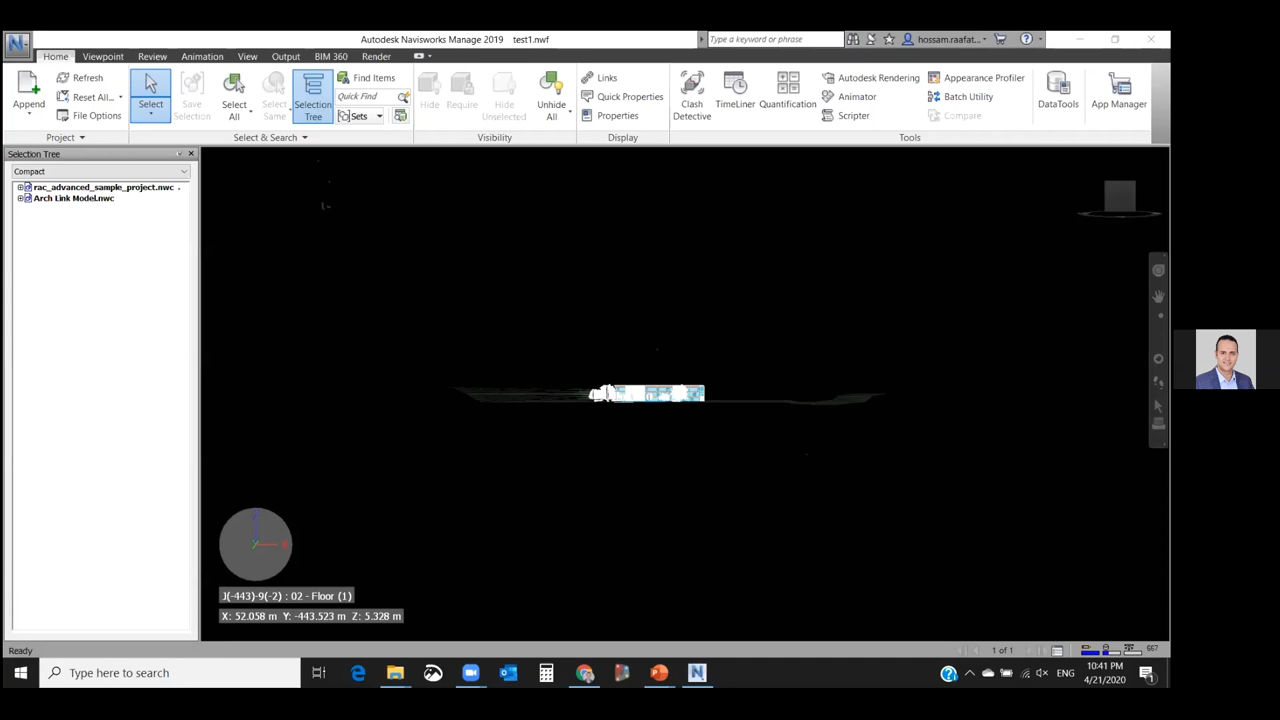 Autodesk Navisworks Manage 2019 test1.nwf
Type a keyword or phrase
hossam.raafat...
Home Viewpoint Review Animation View Output BIM 360 Render
Append
Refresh
Reset All...
File Options
Project
Select
Save Selection
Select All
Select Same
Selection Tree
Find Items
Quick Find
Sets
Select & Search
Hide
Require
Hide Unselected
Unhide All
Visibility
Links
Quick Properties
Properties
Display
Clash Detective
TimeLiner
Quantification
Autodesk Rendering
Animator
Scripter
Appearance Profiler
Batch Utility
Compare
DataTools
App Manager
Tools
Selection Tree
Compact
rac_advanced_sample_project.nwc
Arch Link Model.nwc
J(-443)-9(-2) : 02 - Floor (1)
X: 52.058 m Y: -443.523 m Z: 5.328 m
Ready
1 of 1
667
Type here to search
ENG
10:41 PM
4/21/2020
1